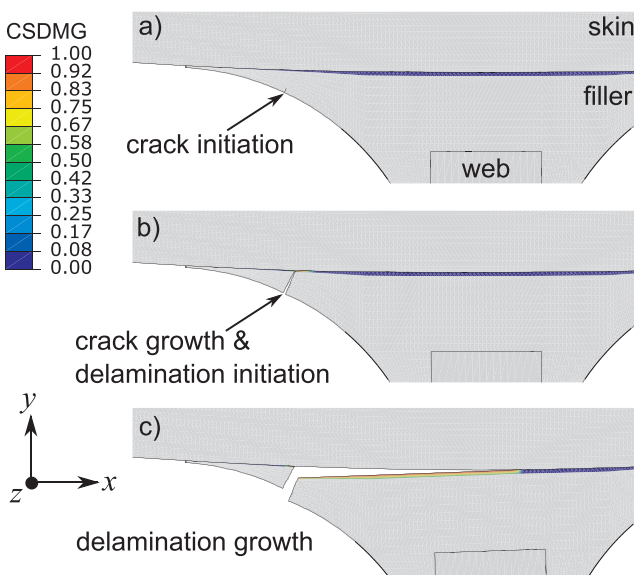 CSDMG
1.00
0.92
0.83
0.75
0.67
0.58
0.50
0.42
0.33
0.25
0.17
0.08
0.00
a)
skin
filler
crack initiation
web
b)
crack growth &
delamination initiation
c)
y
z
x
delamination growth